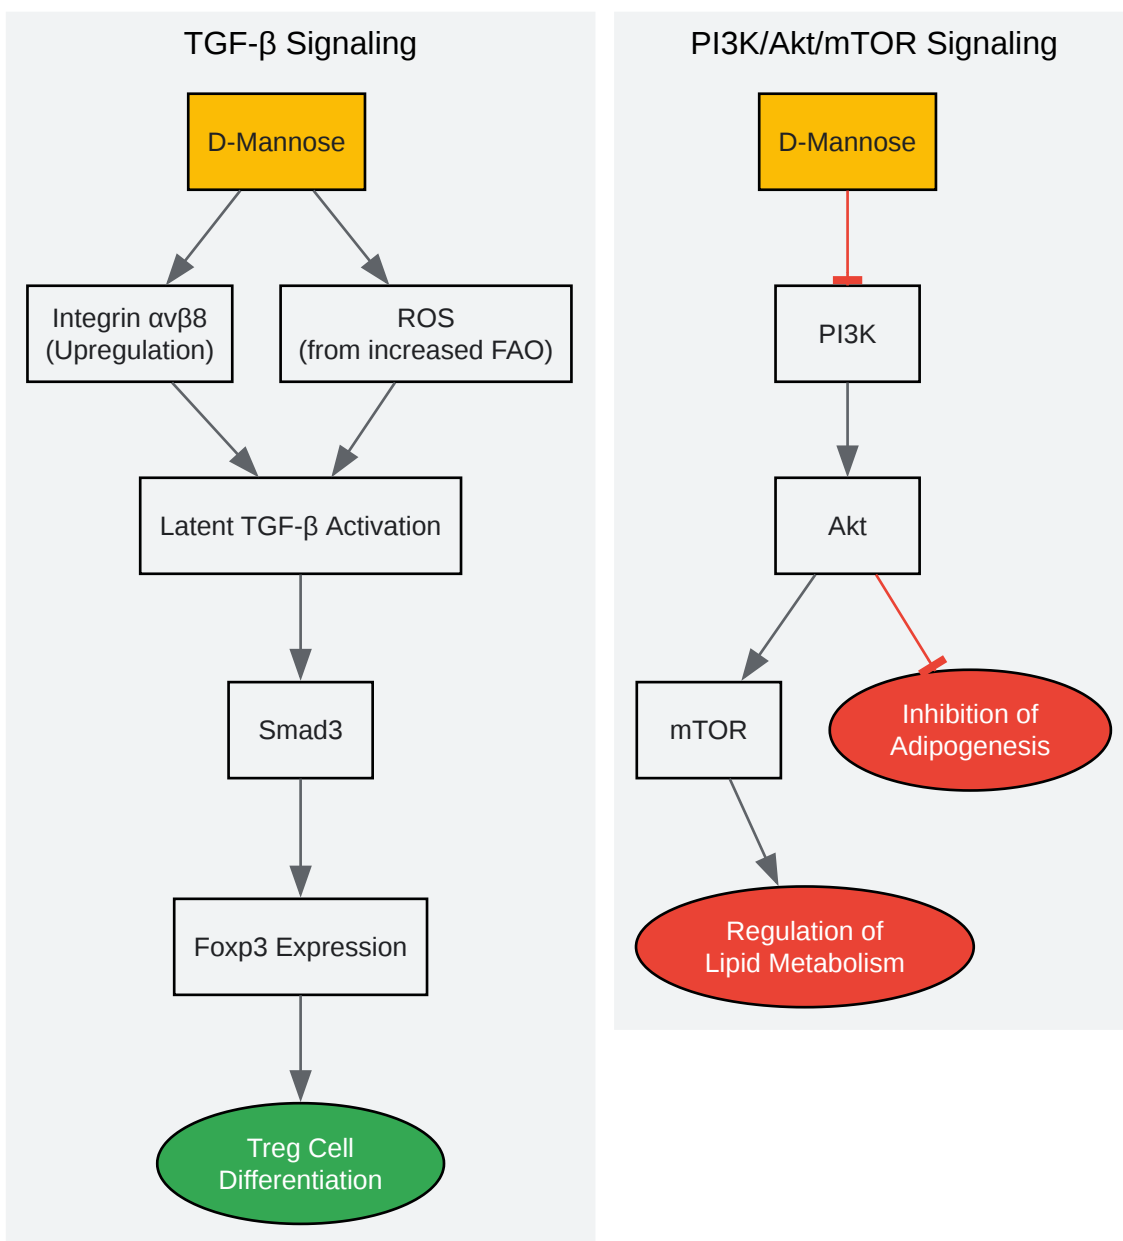 TGF-β Signaling
D-Mannose
Integrin αvβ8
(Upregulation)
ROS
(from increased FAO)
Latent TGF-β Activation
Smad3
Foxp3 Expression
Treg Cell
Differentiation
PI3K/Akt/mTOR Signaling
D-Mannose
PI3K
Akt
mTOR
Inhibition of
Adipogenesis
Regulation of
Lipid Metabolism